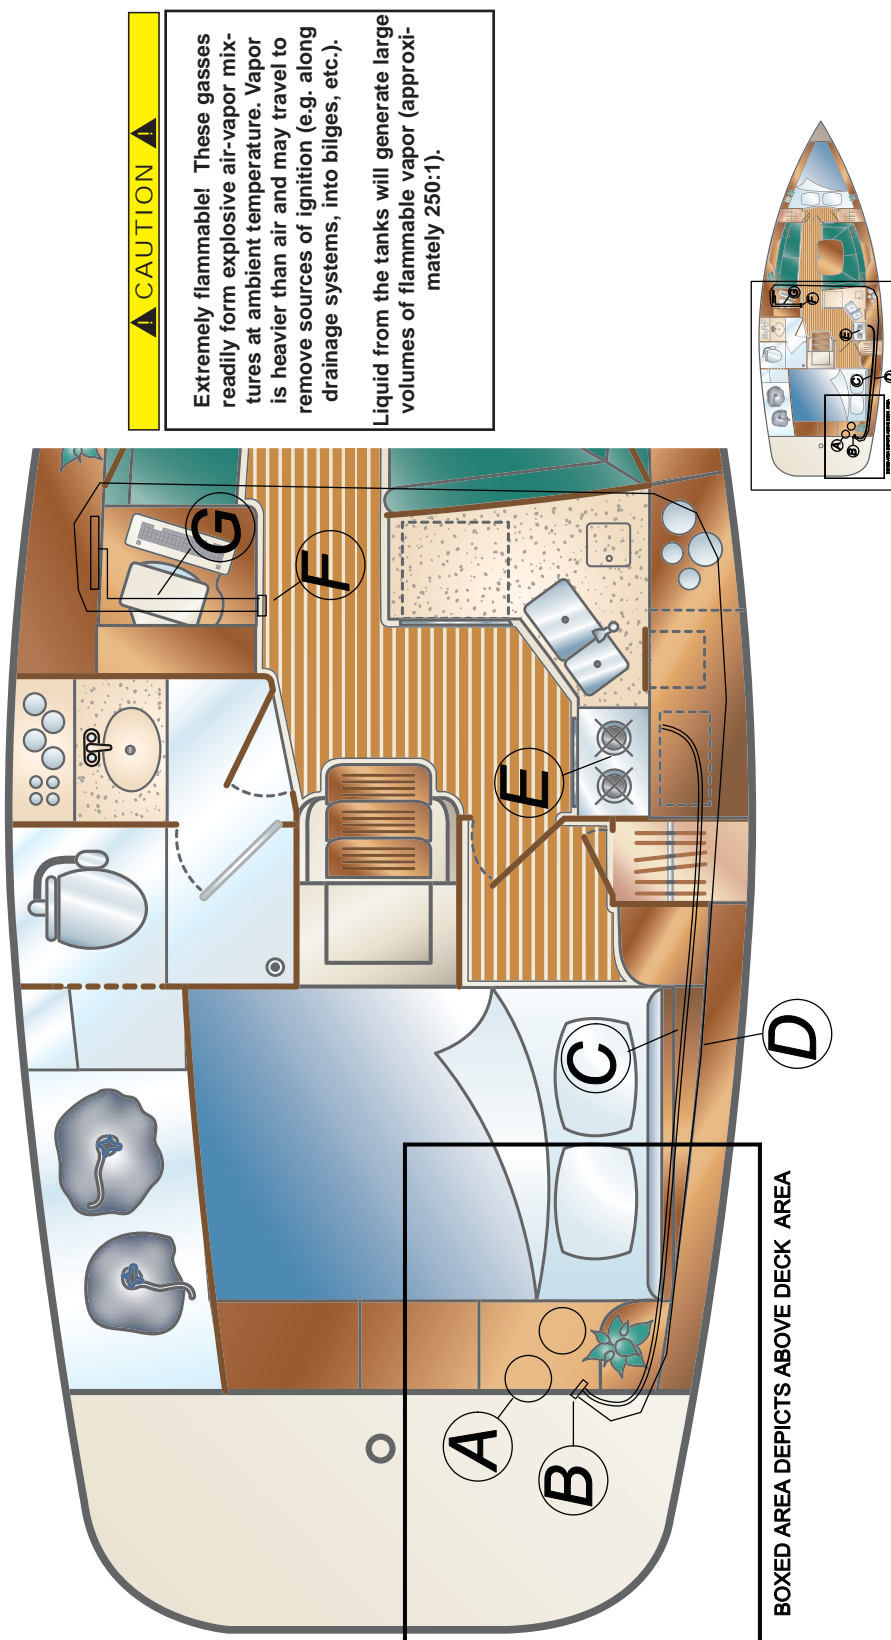 CAUTION
Extremely flammable! These gasses
readily form explosive air-vapor mix-
tures at ambient temperature. Vapor
is heavier than air and may travel to
remove sources of ignition (e.g. along
drainage systems, into bilges, etc.).
Liquid from the tanks will generate large
volumes of flammable vapor (approxi-
mately 250:1).
A
B
C
D
E
F
G
BOXED AREA DEPICTS ABOVE DECK AREA
A
B
C
D
E
F
G